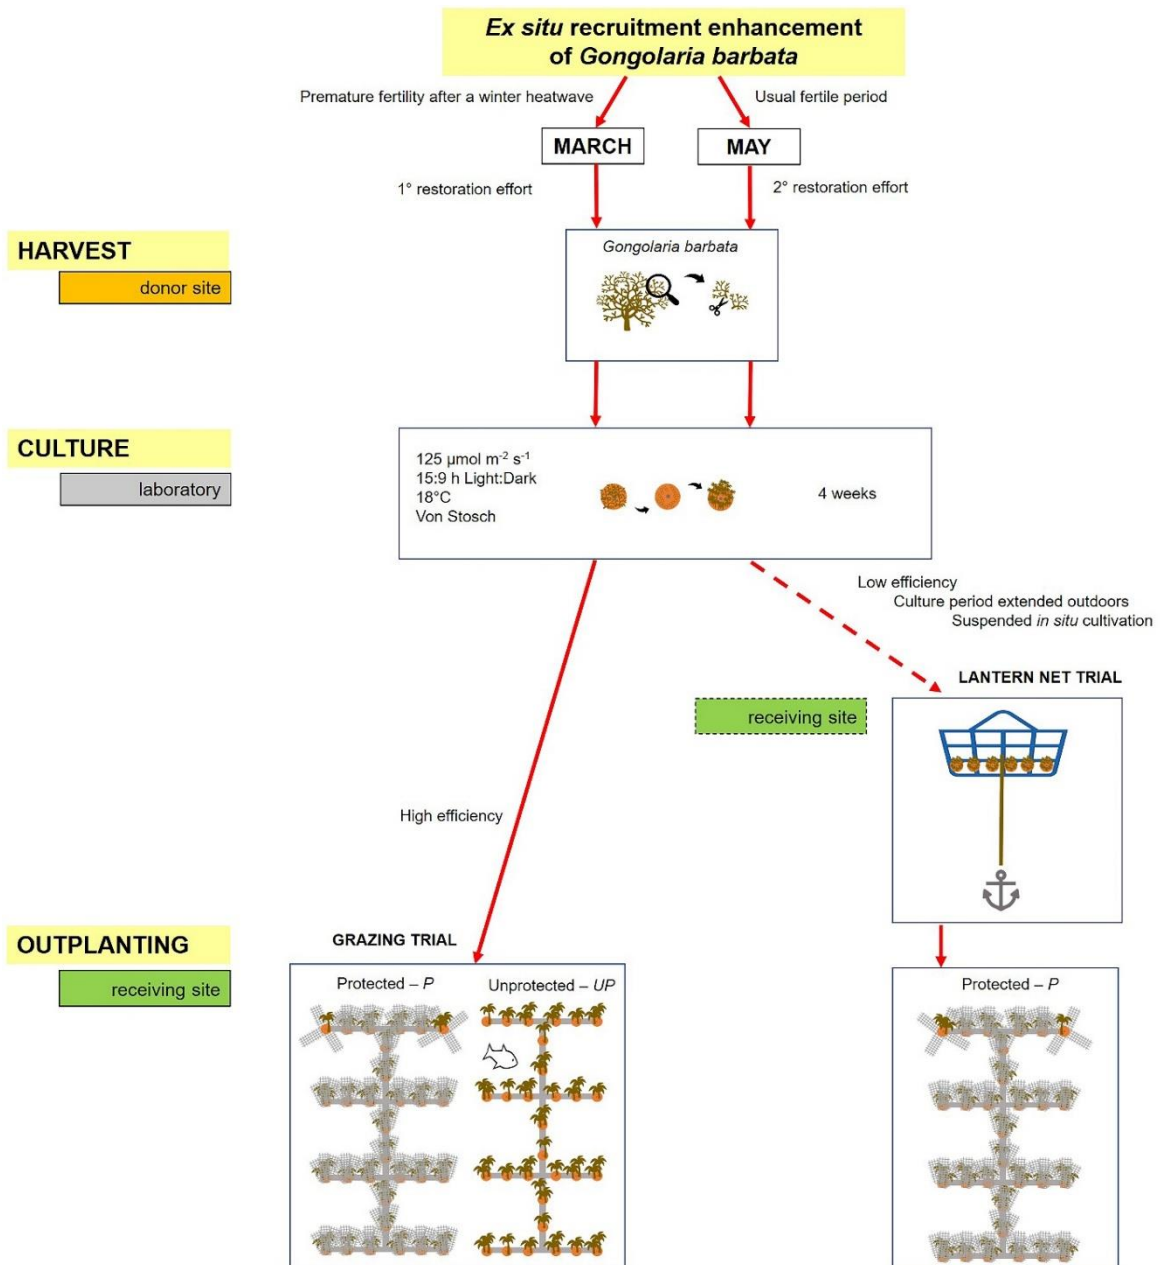 Ex situ recruitment enhancement
of Gongolaria barbata
Premature fertility after a winter heatwave
Usual fertile period
MARCH
MAY
1° restoration effort
2° restoration effort
HARVEST
donor site
Gongolaria barbata
CULTURE
laboratory
125 µmol m⁻² s⁻¹
15:9 h Light:Dark
18°C
Von Stosch
4 weeks
Low efficiency
Culture period extended outdoors
Suspended in situ cultivation
LANTERN NET TRIAL
receiving site
High efficiency
OUTPLANTING
receiving site
GRAZING TRIAL
Protected – P
Unprotected – UP
Protected – P